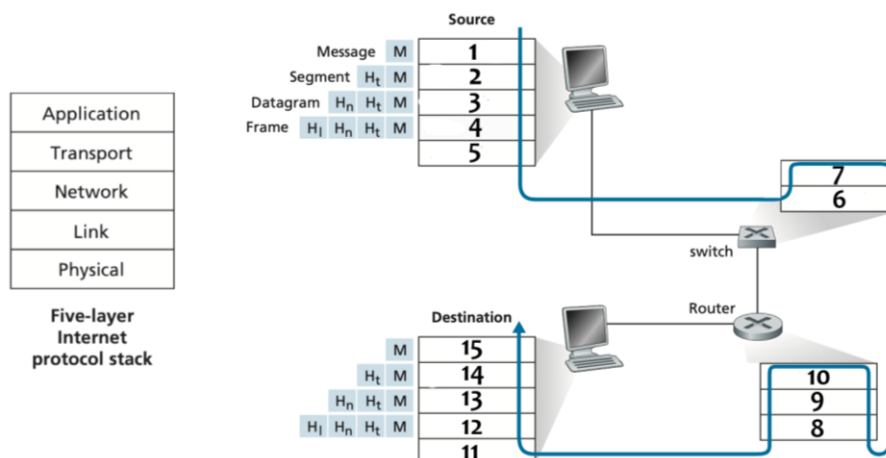 Source
Message M 1
Segment Ht M 2
Datagram Hn Ht M 3
Frame Hl Hn Ht M 4
5
Application
Transport
Network
Link
Physical
Five-layer
Internet
protocol stack
7
6
switch
Router
Destination
M 15
Ht M 14
Hn Ht M 13
Hl Hn Ht M 12
11
10
9
8